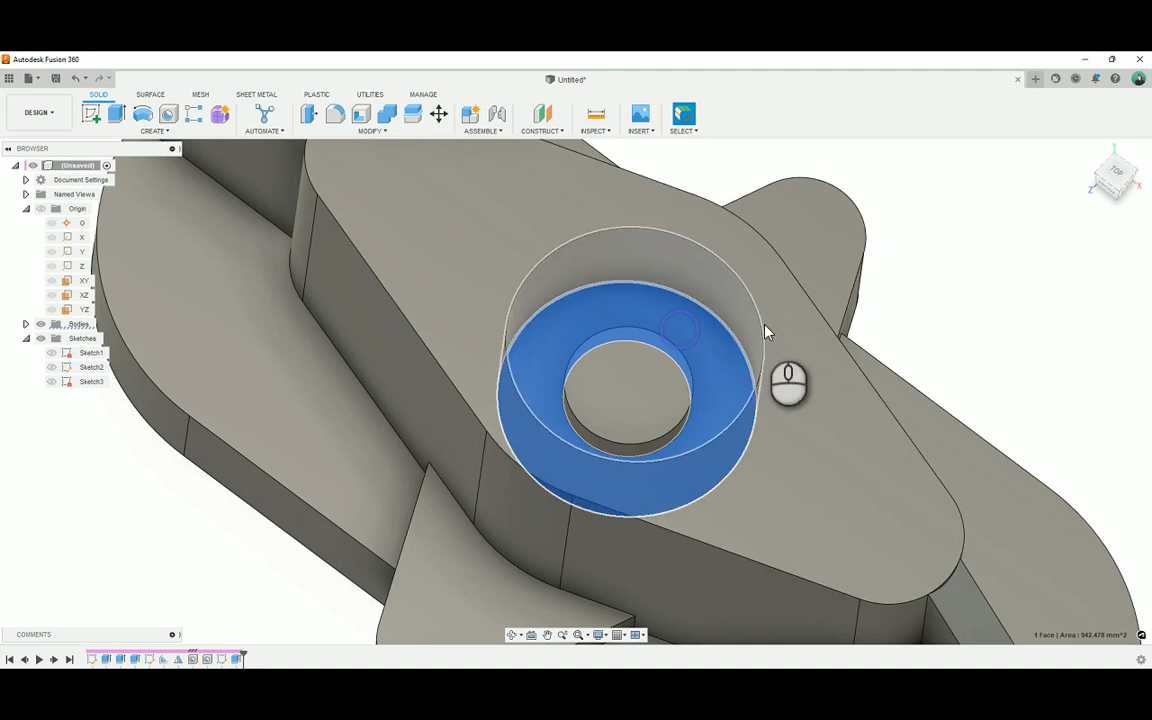 Autodesk Fusion 360
Untitled*
DESIGN
SOLID SURFACE MESH SHEET METAL PLASTIC UTILITIES MANAGE
CREATE AUTOMATE MODIFY ASSEMBLE CONSTRUCT INSPECT INSERT SELECT
BROWSER
(Unsaved)
Document Settings
Named Views
Origin
O
X
Y
Z
XY
XZ
YZ
Bodies
Sketches
Sketch1
Sketch2
Sketch3
Y
TOP
Z
X
COMMENTS
1 Face | Area : 942.478 mm^2